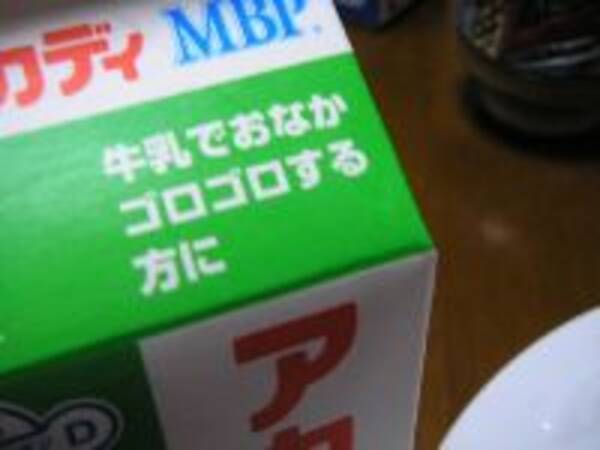 カディ MBP
牛乳でおなか
ゴロゴロする
方に
ア
D